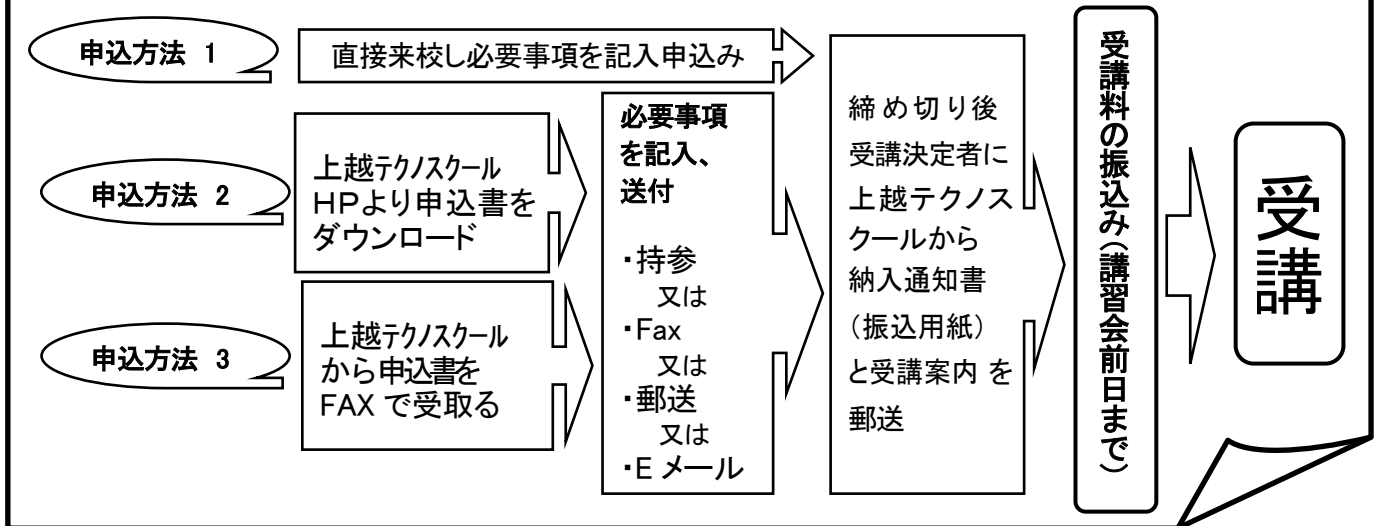 申込方法 1
直接来校し必要事項を記入申込み
申込方法 2
上越テクノスクール
HPより申込書を
ダウンロード
申込方法 3
上越テクノスクール
から申込書を
FAX で受取る
必要事項
を記入、
送付
・持参
又は
・Fax
又は
・郵送
又は
・E メール
締め切り後
受講決定者に
上越テクノス
クールから
納入通知書
（振込用紙）
と受講案内 を
郵送
受講料の振込み（講習会前日まで）
受講